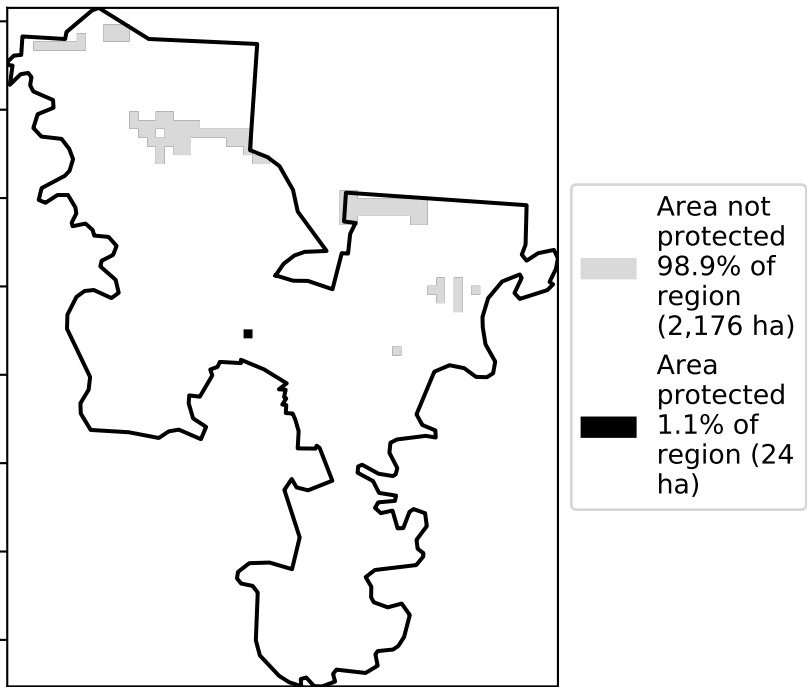 Area not
protected
98.9% of
region
(2,176 ha)
Area
protected
1.1% of
region (24
ha)